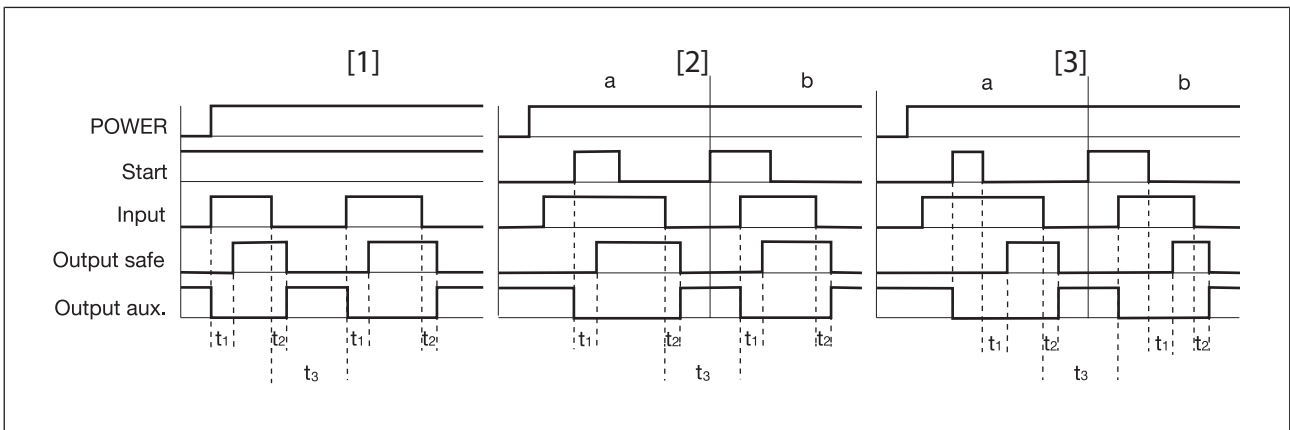 [1] [2] [3]
a b a b
POWER
Start
Input
Output safe
Output aux.
t1 t2 t1 t2 t1 t2 t1 t2 t1 t2 t1 t2
t3 t3 t3